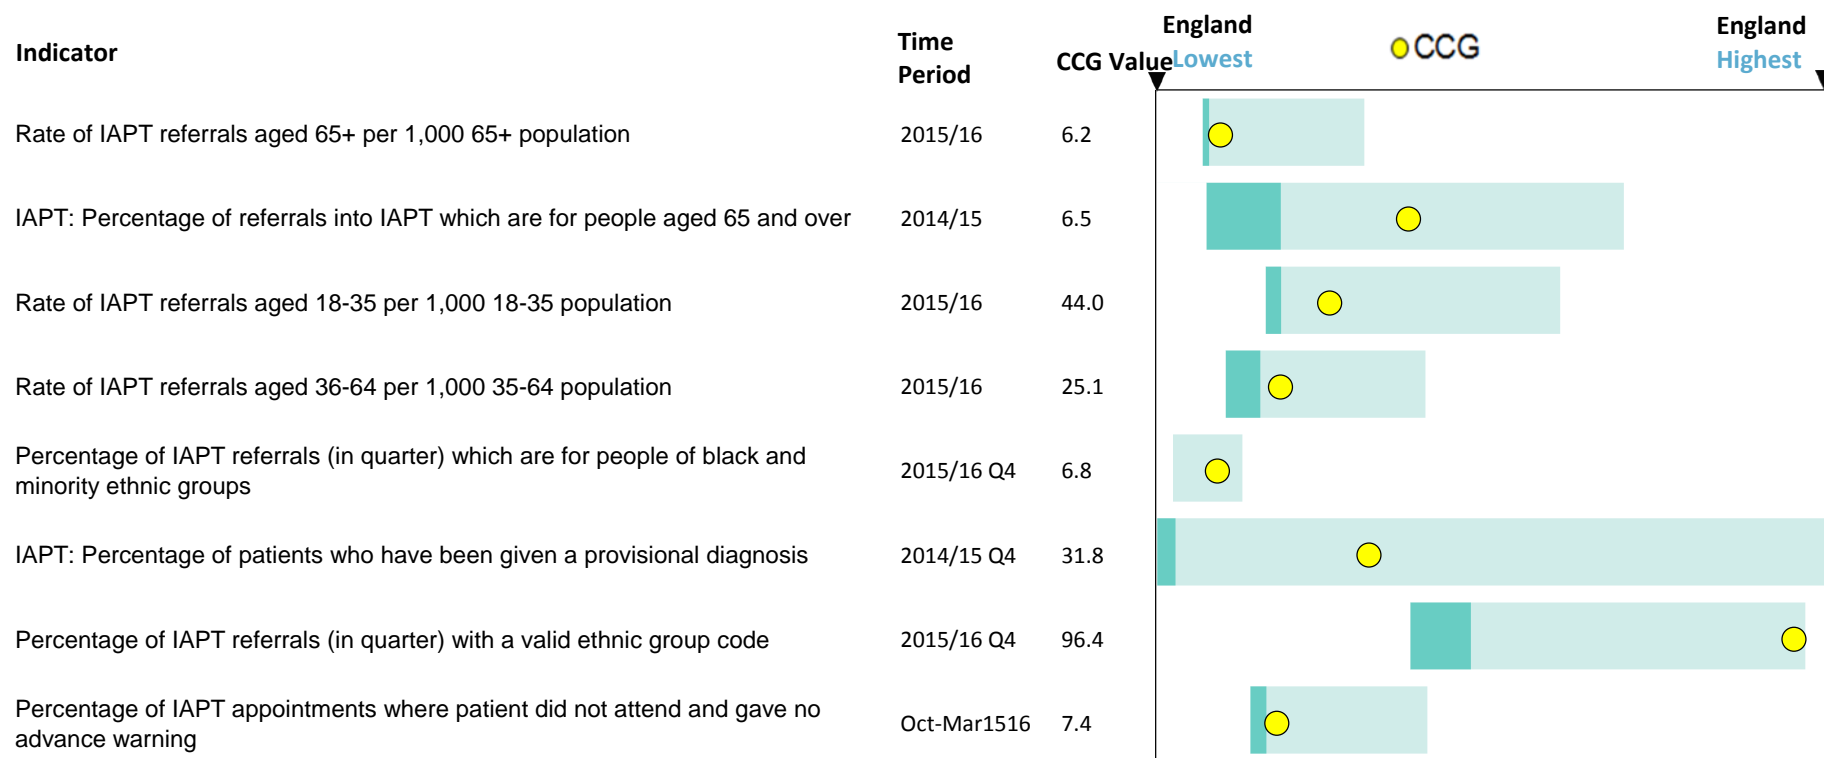 Indicator
Time
Period
CCG Value
England
Lowest
CCG
England
Highest
Rate of IAPT referrals aged 65+ per 1,000 65+ population 2015/16 6.2
IAPT: Percentage of referrals into IAPT which are for people aged 65 and over 2014/15 6.5
Rate of IAPT referrals aged 18-35 per 1,000 18-35 population 2015/16 44.0
Rate of IAPT referrals aged 36-64 per 1,000 35-64 population 2015/16 25.1
Percentage of IAPT referrals (in quarter) which are for people of black and
minority ethnic groups
2015/16 Q4 6.8
IAPT: Percentage of patients who have been given a provisional diagnosis 2014/15 Q4 31.8
Percentage of IAPT referrals (in quarter) with a valid ethnic group code 2015/16 Q4 96.4
Percentage of IAPT appointments where patient did not attend and gave no
advance warning
Oct-Mar1516 7.4